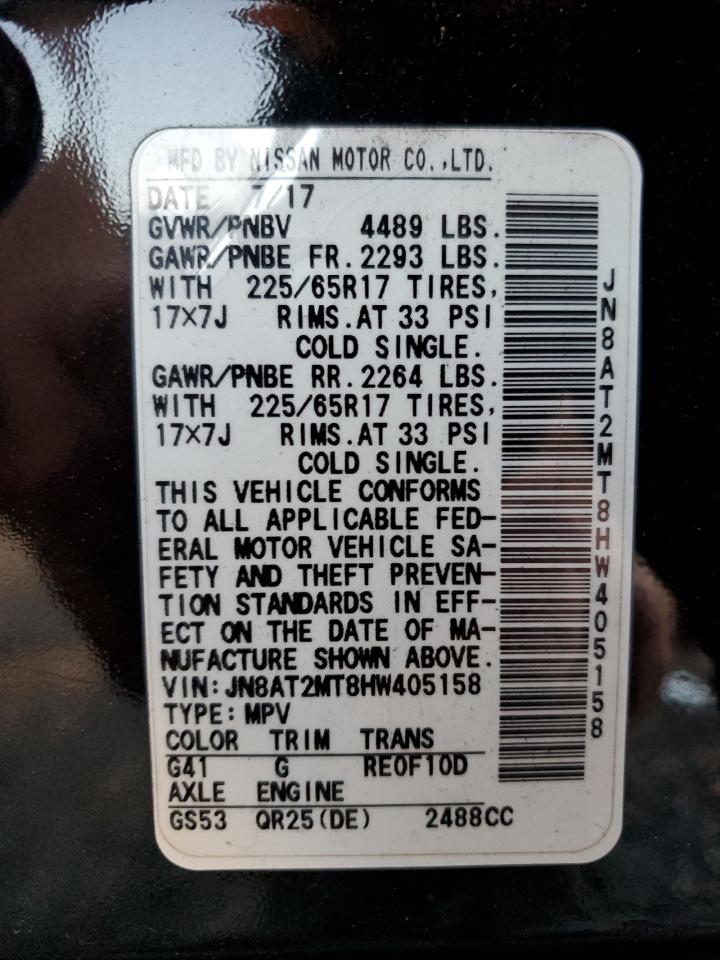 MFD BY NISSAN MOTOR CO.,LTD.
DATE 7/17
GVWR/PNBV 4489 LBS.
GAWR/PNBE FR.2293 LBS.
WITH 225/65R17 TIRES,
17×7J RIMS.AT 33 PSI
COLD SINGLE.
GAWR/PNBE RR.2264 LBS.
WITH 225/65R17 TIRES,
17×7J RIMS.AT 33 PSI
COLD SINGLE.
THIS VEHICLE CONFORMS
TO ALL APPLICABLE FED-
ERAL MOTOR VEHICLE SA-
FETY AND THEFT PREVEN-
TION STANDARDS IN EFF-
ECT ON THE DATE OF MA-
NUFACTURE SHOWN ABOVE.
VIN:JN8AT2MT8HW405158
TYPE:MPV
COLOR TRIM TRANS
G41 G RE0F10D
AXLE ENGINE
GS53 QR25(DE) 2488CC
JN8AT2MT8HW405158